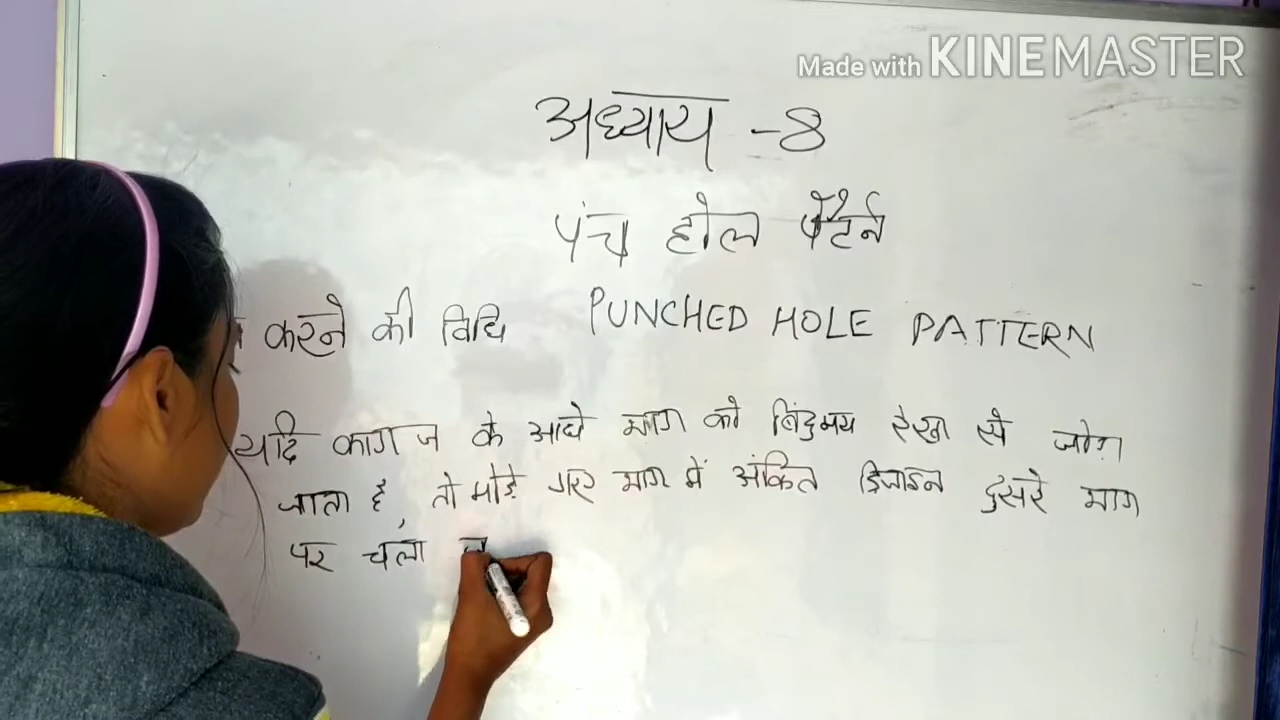 Made with KINEMASTER
अध्याय -8
पंच होल पैटर्न
करने की विधि PUNCHED HOLE PATTERN
यदि कागज के आधे भाग को बिंदुमय रेखा से जोड़ा
जाता है, तो मोड़े गए भाग में अंकित डिजाइन दुसरे भाग
पर चला